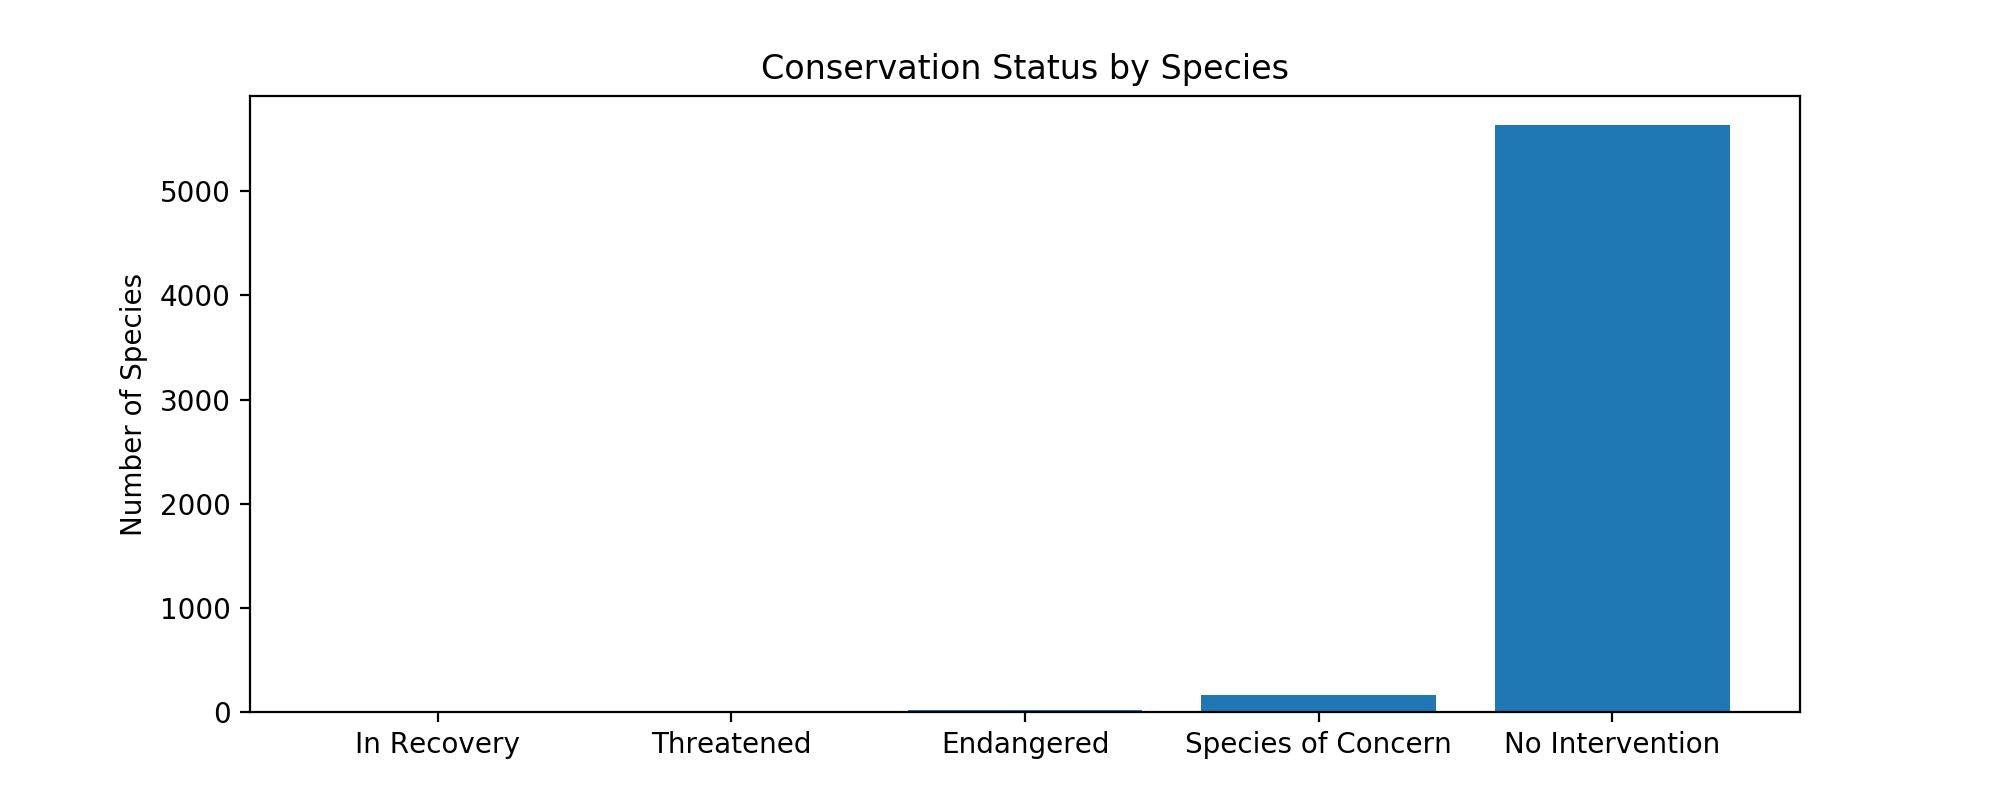 Conservation Status by Species
Number of Species
5000
4000
3000
2000
1000
0
In Recovery
Threatened
Endangered
Species of Concern
No Intervention